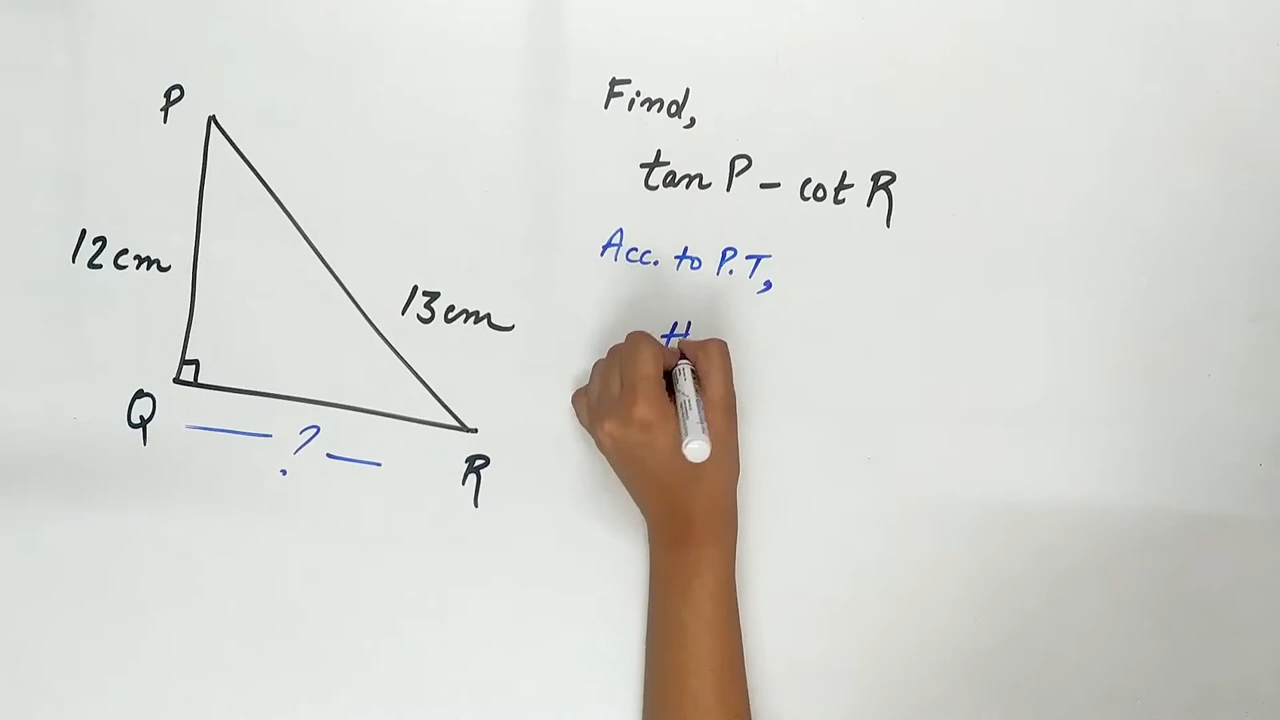 P
Find,
tan P - cot R
12cm
Acc. to P.T,
13cm
H
Q
?
R